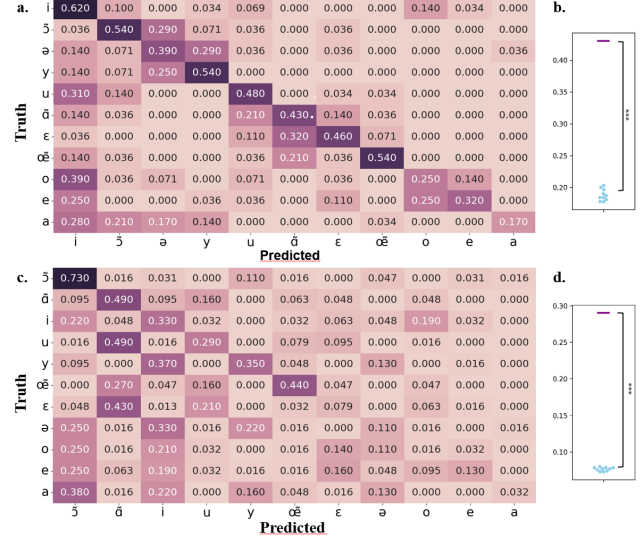 a.
Truth
i 0.620 0.100 0.000 0.034 0.069 0.000 0.000 0.000 0.140 0.034 0.000
ɔ̃ 0.036 0.540 0.290 0.071 0.036 0.000 0.036 0.000 0.000 0.000 0.000
ə 0.140 0.071 0.390 0.290 0.036 0.000 0.036 0.000 0.000 0.000 0.036
y 0.140 0.071 0.250 0.540 0.000 0.000 0.000 0.000 0.000 0.000 0.000
u 0.310 0.140 0.000 0.000 0.480 0.000 0.034 0.034 0.000 0.000 0.000
ɑ̃ 0.140 0.036 0.000 0.000 0.210 0.430 0.140 0.036 0.000 0.000 0.000
ɛ 0.036 0.000 0.000 0.000 0.110 0.320 0.460 0.071 0.000 0.000 0.000
œ̃ 0.140 0.036 0.000 0.000 0.036 0.210 0.036 0.540 0.000 0.000 0.000
o 0.390 0.036 0.071 0.000 0.071 0.036 0.000 0.000 0.250 0.140 0.000
e 0.250 0.000 0.000 0.036 0.036 0.000 0.110 0.000 0.250 0.320 0.000
a 0.280 0.210 0.170 0.140 0.000 0.000 0.000 0.034 0.000 0.000 0.170
i ɔ̃ ə y u ɑ̃ ɛ œ̃ o e a
Predicted
b.
0.40
0.35
0.30
0.25
0.20
***
c.
Truth
ɔ̃ 0.730 0.016 0.031 0.000 0.110 0.016 0.000 0.047 0.000 0.031 0.016
ɑ̃ 0.095 0.490 0.095 0.160 0.000 0.063 0.048 0.000 0.048 0.000 0.000
i 0.220 0.048 0.330 0.032 0.000 0.032 0.063 0.048 0.190 0.032 0.000
u 0.016 0.490 0.016 0.290 0.000 0.079 0.095 0.000 0.016 0.000 0.000
y 0.095 0.000 0.370 0.000 0.350 0.048 0.000 0.130 0.000 0.016 0.000
œ̃ 0.000 0.270 0.047 0.160 0.000 0.440 0.047 0.000 0.047 0.000 0.000
ɛ 0.048 0.430 0.013 0.210 0.000 0.032 0.079 0.000 0.063 0.016 0.000
ə 0.250 0.016 0.330 0.016 0.220 0.016 0.000 0.110 0.016 0.016 0.000
o 0.250 0.016 0.210 0.032 0.000 0.016 0.140 0.110 0.016 0.032 0.000
e 0.250 0.063 0.190 0.032 0.016 0.016 0.160 0.048 0.095 0.130 0.000
a 0.380 0.016 0.220 0.000 0.160 0.048 0.016 0.130 0.000 0.000 0.032
ɔ̃ ɑ̃ i u y œ̃ ɛ ə o e a
Predicted
d.
0.30
0.25
0.20
0.15
0.10
***